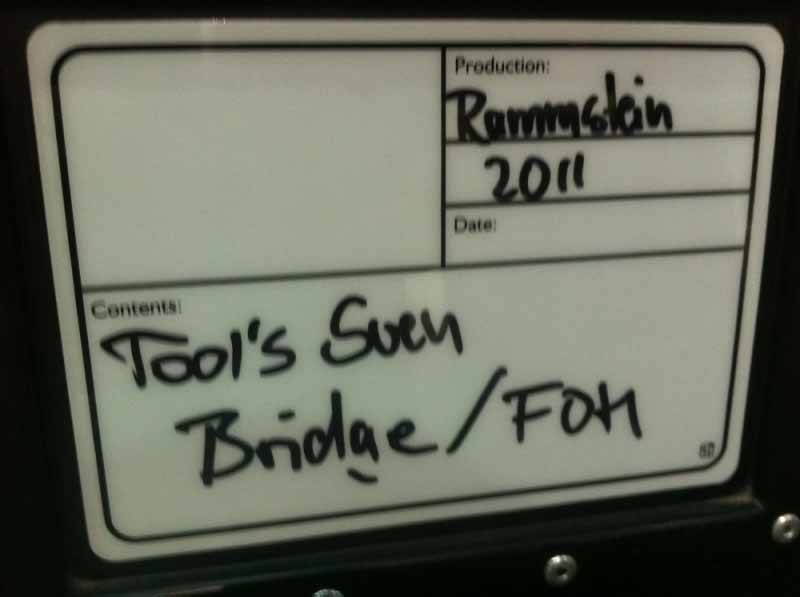 Production:
Rammstein
2011
Date:
Contents:
Tool's Sven
Bridge/FOH